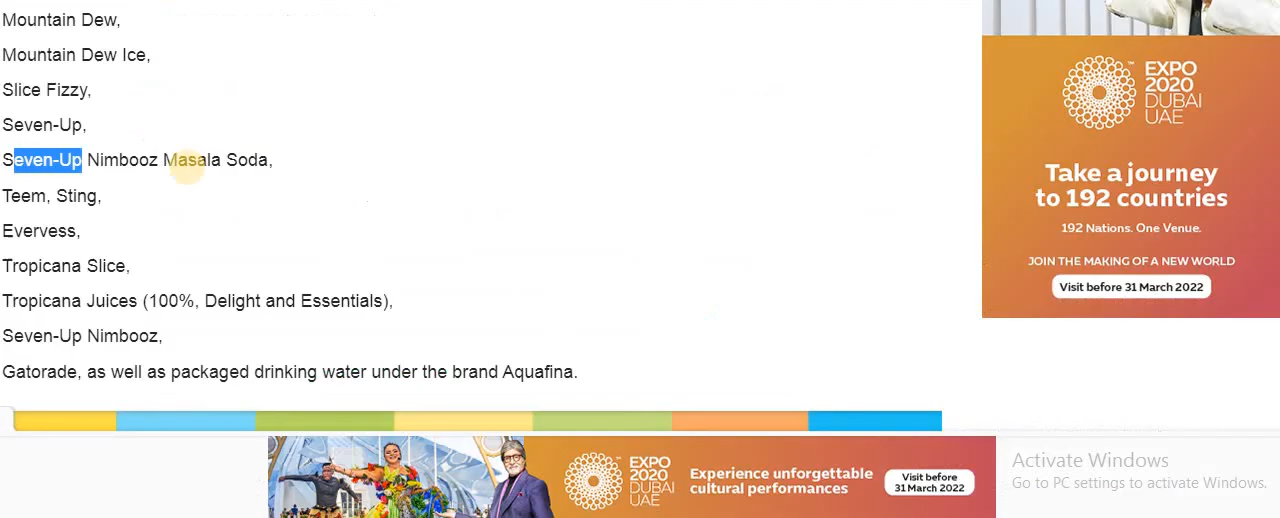 Mountain Dew,
Mountain Dew Ice,
Slice Fizzy,
Seven-Up,
Seven-Up Nimbooz Masala Soda,
Teem, Sting,
Evervess,
Tropicana Slice,
Tropicana Juices (100%, Delight and Essentials),
Seven-Up Nimbooz,
Gatorade, as well as packaged drinking water under the brand Aquafina.
EXPO
2020
DUBAI
UAE
Take a journey
to 192 countries
192 Nations. One Venue.
JOIN THE MAKING OF A NEW WORLD
Visit before 31 March 2022
EXPO
2020
DUBAI
UAE
Experience unforgettable
cultural performances
Visit before
31 March 2022
Activate Windows
Go to PC settings to activate Windows.